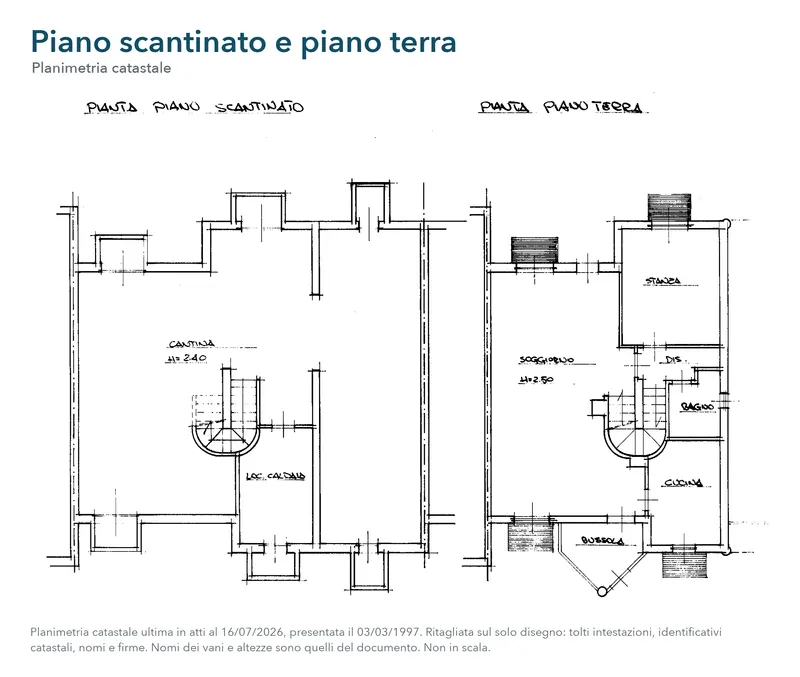 Piano scantinato e piano terra
Planimetria catastale
PIANTA PIANO SCANTINATO
PIANTA PIANO TERRA
STANZA
CANTINA
H= 2.40
SOGGIORNO
H=2.50
DIS.
BAGNO
LOC. CALDAIA
CUCINA
BUSSOLA
Planimetria catastale ultima in atti al 16/07/2026, presentata il 03/03/1997. Ritagliata sul solo disegno: tolti intestazioni, identificativi
catastali, nomi e firme. Nomi dei vani e altezze sono quelli del documento. Non in scala.